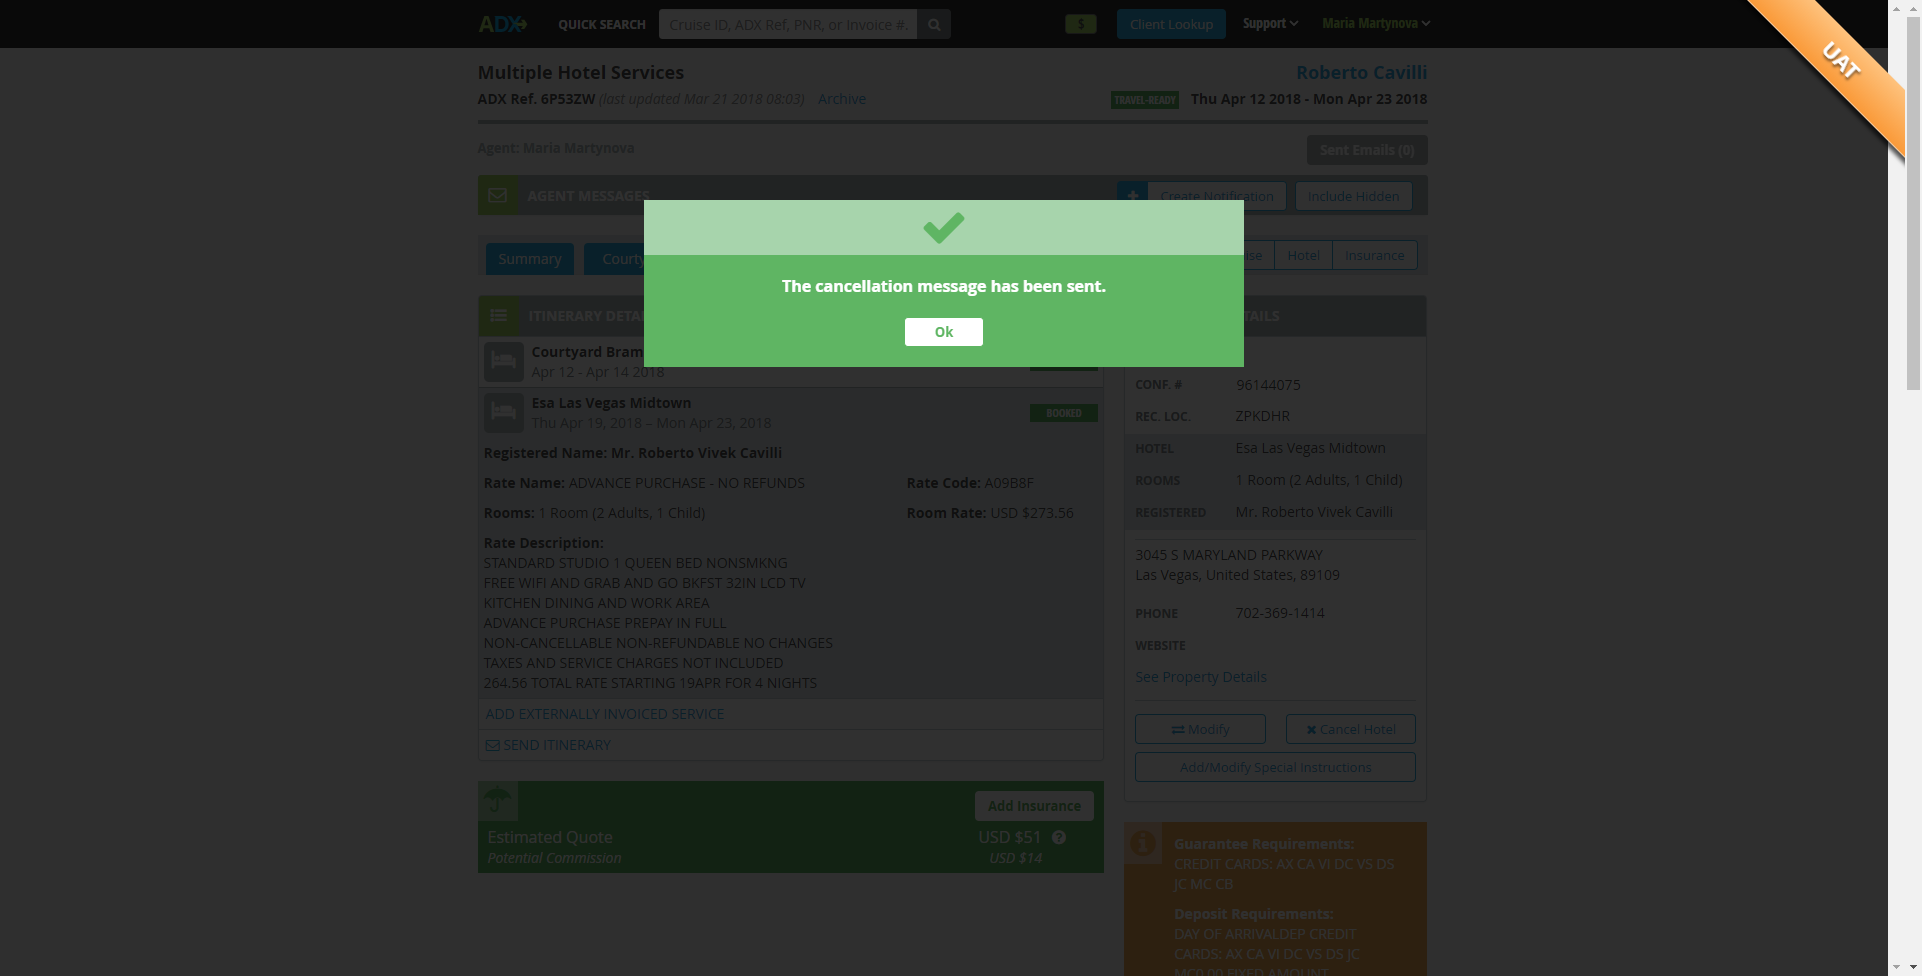 ADX
QUICK SEARCH
Cruise ID, ADX Ref, PNR, or Invoice #.
$
Client Lookup
Support
Maria Martynova
UAT
Multiple Hotel Services
Roberto Cavilli
ADX Ref. 6P53ZW (last updated Mar 21 2018 08:03) Archive
TRAVEL-READY Thu Apr 12 2018 - Mon Apr 23 2018
Agent: Maria Martynova
Sent Emails (0)
AGENT MESSAGES
Create Notification
Include Hidden
Summary
Hotel
Insurance
The cancellation message has been sent.
Ok
ITINERARY
Courtyard
Apr 12 - Apr 14 2018
Esa Las Vegas Midtown
Thu Apr 19, 2018 – Mon Apr 23, 2018
BOOKED
Registered Name: Mr. Roberto Vivek Cavilli
Rate Name: ADVANCE PURCHASE - NO REFUNDS
Rate Code: A09B8F
Rooms: 1 Room (2 Adults, 1 Child)
Room Rate: USD $273.56
Rate Description:
STANDARD STUDIO 1 QUEEN BED NONSMKNG
FREE WIFI AND GRAB AND GO BKFST 32IN LCD TV
KITCHEN DINING AND WORK AREA
ADVANCE PURCHASE PREPAY IN FULL
NON-CANCELLABLE NON-REFUNDABLE NO CHANGES
TAXES AND SERVICE CHARGES NOT INCLUDED
264.56 TOTAL RATE STARTING 19APR FOR 4 NIGHTS
ADD EXTERNALLY INVOICED SERVICE
SEND ITINERARY
Add Insurance
Estimated Quote
USD $51
Potential Commission
USD $14
CONF. # 96144075
REC. LOC. ZPKDHR
HOTEL Esa Las Vegas Midtown
ROOMS 1 Room (2 Adults, 1 Child)
REGISTERED Mr. Roberto Vivek Cavilli
3045 S MARYLAND PARKWAY
Las Vegas, United States, 89109
PHONE 702-369-1414
WEBSITE
See Property Details
Modify
Cancel Hotel
Add/Modify Special Instructions
Guarantee Requirements:
CREDIT CARDS: AX CA VI DC VS DS
JC MC CB
Deposit Requirements:
DAY OF ARRIVALDEP CREDIT
CARDS: AX CA VI DC VS DS JC
MC0.00 FIXED AMOUNT